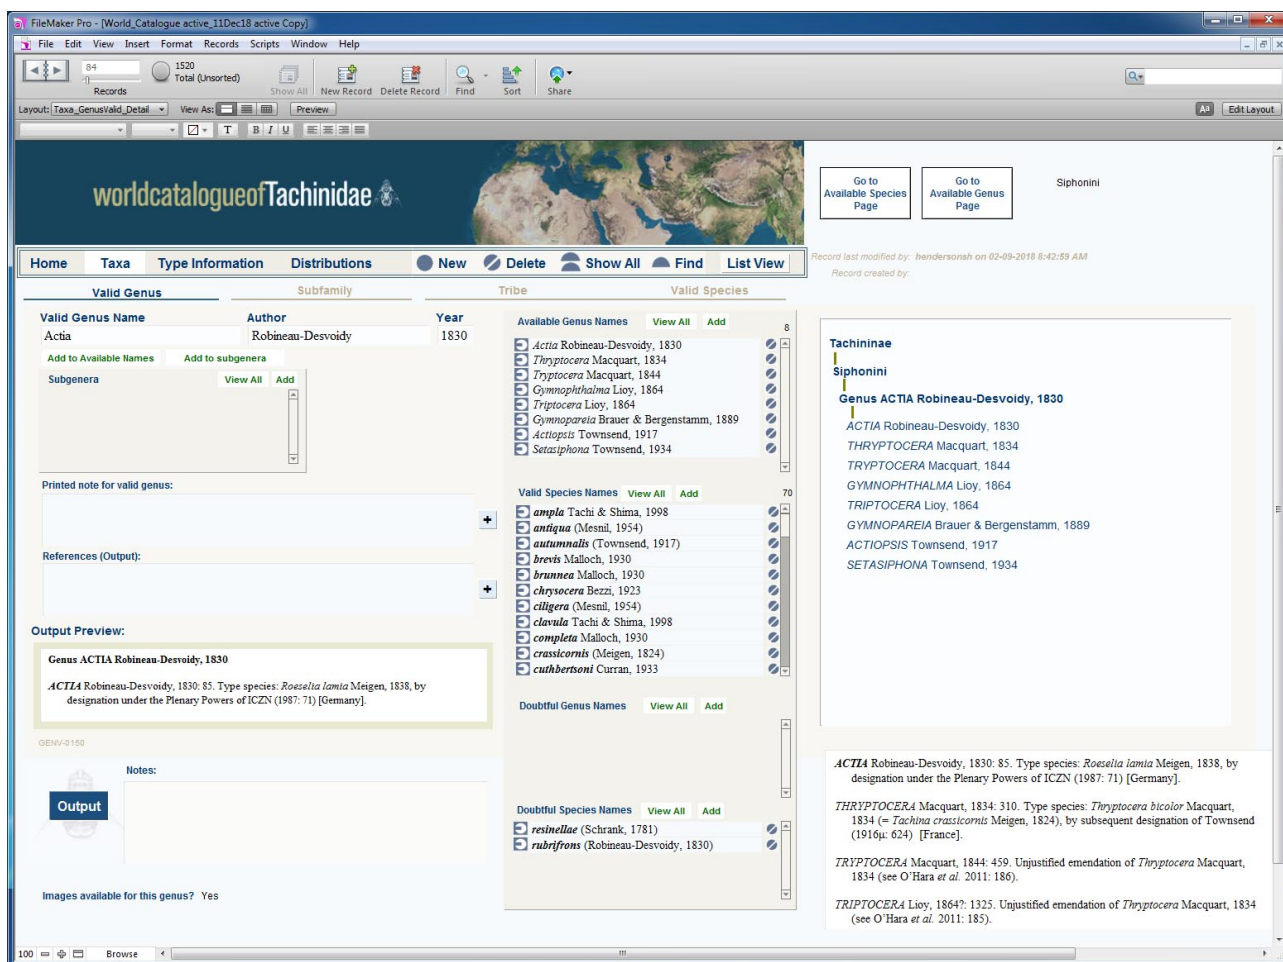 FileMaker Pro - [World_Catalogue active_11Dec18 active Copy]
File Edit View Insert Format Records Scripts Window Help
84
Records
1520
Total (Unsorted)
Show All
New Record
Delete Record
Find
Sort
Share
Layout: Taxa_GenusValid_Detail
View As:
Preview
Aa
Edit Layout
T B I U
worldcatalogueofTachinidae
Go to
Available Species
Page
Go to
Available Genus
Page
Siphonini
Home Taxa Type Information Distributions New Delete Show All Find List View
Record last modified by: hendersonsh on 02-09-2018 8:42:59 AM
Record created by:
Valid Genus Subfamily Tribe Valid Species
Valid Genus Name Author Year
Actia Robineau-Desvoidy 1830
Add to Available Names Add to subgenera
Subgenera View All Add
Printed note for valid genus:
+
References (Output):
+
Output Preview:
Genus ACTIA Robineau-Desvoidy, 1830
ACTIA Robineau-Desvoidy, 1830: 85. Type species: Roeselia lamia Meigen, 1838, by
designation under the Plenary Powers of ICZN (1987: 71) [Germany].
GENV-0150
Output
Notes:
Images available for this genus? Yes
Available Genus Names View All Add 8
Actia Robineau-Desvoidy, 1830
Thryptocera Macquart, 1834
Tryptocera Macquart, 1844
Gymnophthalma Lioy, 1864
Triptocera Lioy, 1864
Gymnopareia Brauer & Bergenstamm, 1889
Actiopsis Townsend, 1917
Setasiphona Townsend, 1934
Valid Species Names View All Add 70
ampla Tachi & Shima, 1998
antiqua (Mesnil, 1954)
autumnalis (Townsend, 1917)
brevis Malloch, 1930
brunnea Malloch, 1930
chrysocera Bezzi, 1923
ciligera (Mesnil, 1954)
clavula Tachi & Shima, 1998
completa Malloch, 1930
crassicornis (Meigen, 1824)
cuthbertsoni Curran, 1933
Doubtful Genus Names View All Add
Doubtful Species Names View All Add
resinellae (Schrank, 1781)
rubrifrons (Robineau-Desvoidy, 1830)
Tachininae
Siphonini
Genus ACTIA Robineau-Desvoidy, 1830
ACTIA Robineau-Desvoidy, 1830
THRYPTOCERA Macquart, 1834
TRYPTOCERA Macquart, 1844
GYMNOPHTHALMA Lioy, 1864
TRIPTOCERA Lioy, 1864
GYMNOPAREIA Brauer & Bergenstamm, 1889
ACTIOPSIS Townsend, 1917
SETASIPHONA Townsend, 1934
ACTIA Robineau-Desvoidy, 1830: 85. Type species: Roeselia lamia Meigen, 1838, by
designation under the Plenary Powers of ICZN (1987: 71) [Germany].
THRYPTOCERA Macquart, 1834: 310. Type species: Thryptocera bicolor Macquart,
1834 (= Tachina crassicornis Meigen, 1824), by subsequent designation of Townsend
(1916µ: 624) [France].
TRYPTOCERA Macquart, 1844: 459. Unjustified emendation of Thryptocera Macquart,
1834 (see O'Hara et al. 2011: 186).
TRIPTOCERA Lioy, 1864?: 1325. Unjustified emendation of Thryptocera Macquart, 1834
(see O'Hara et al. 2011: 185).
100 Browse